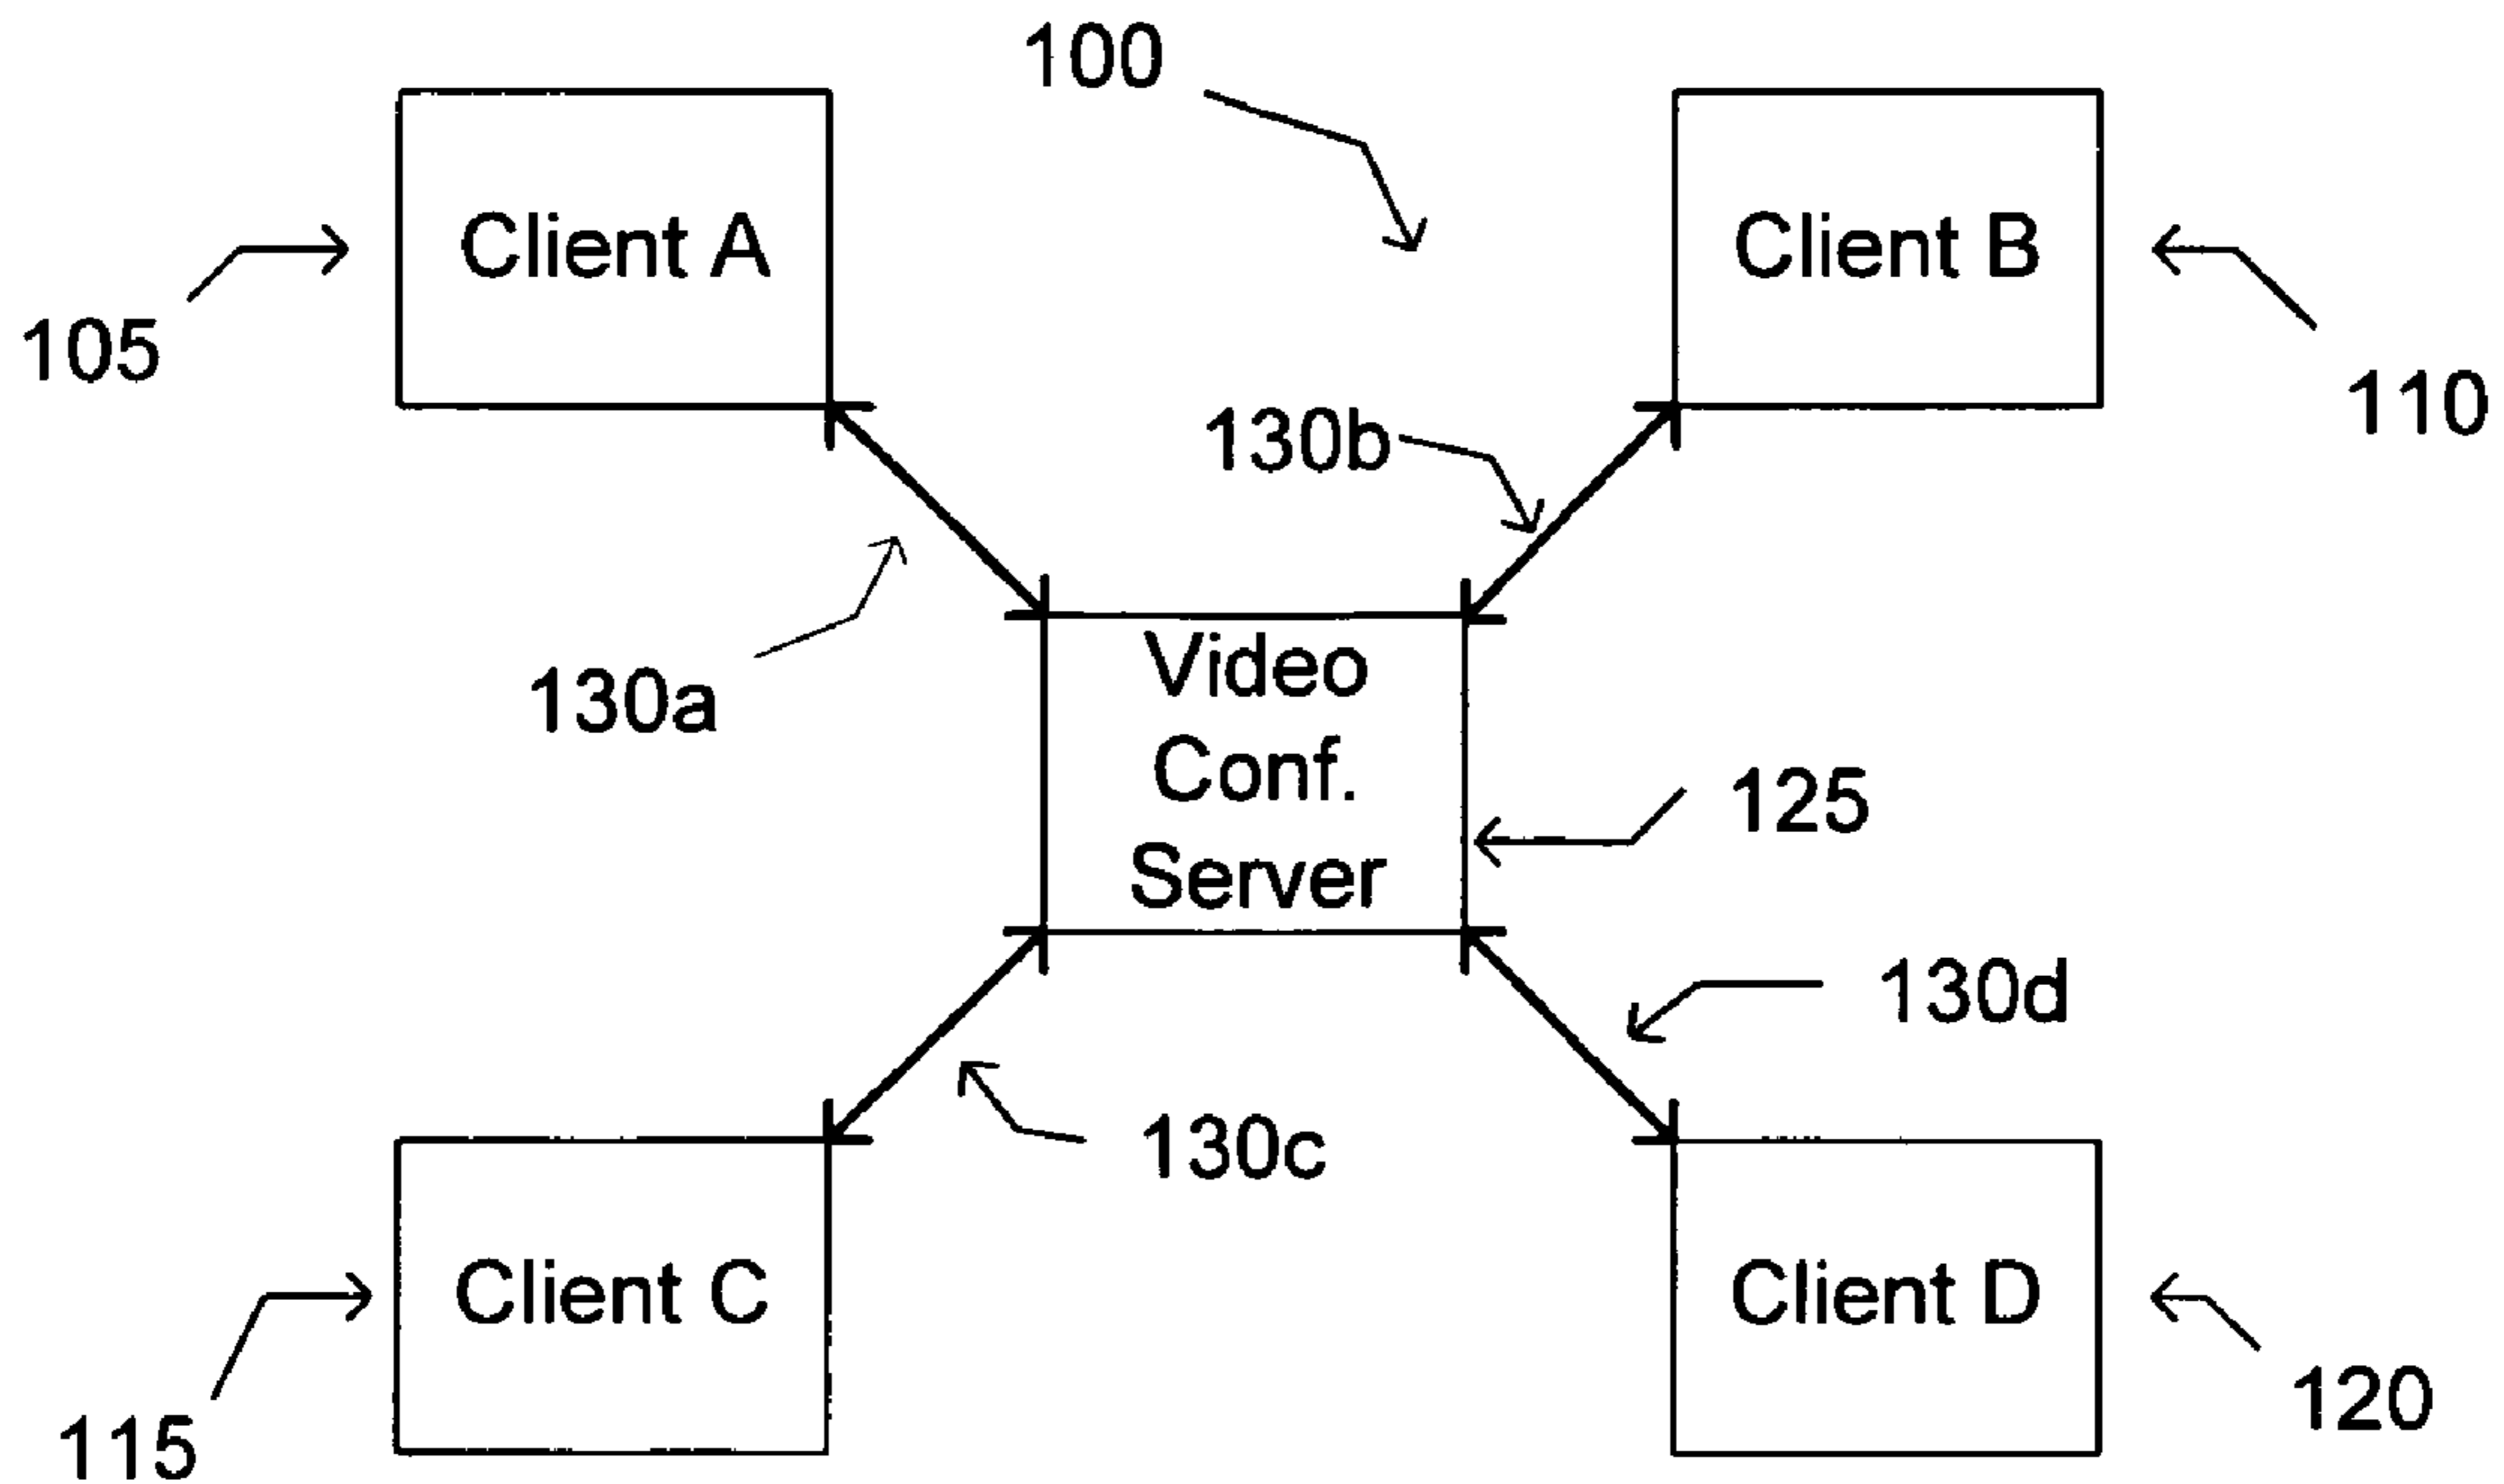 100
Client A
Client B
105
110
130b
130a
Video
Conf.
Server
125
130d
130c
Client C
Client D
115
120